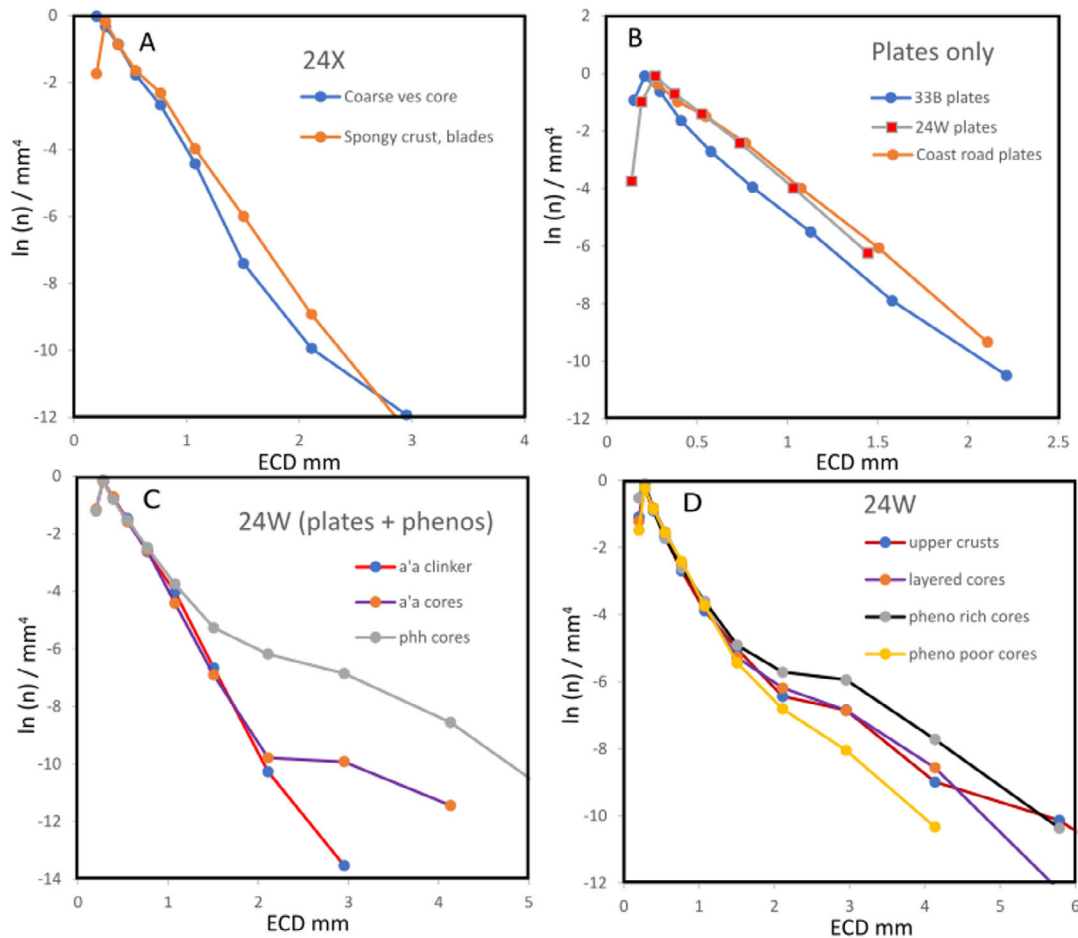 A
24X
Coarse ves core
Spongy crust, blades
0
-2
-4
-6
-8
-10
-12
ln (n) / mm⁴
0 1 2 3 4
ECD mm
B
Plates only
33B plates
24W plates
Coast road plates
2
0
-2
-4
-6
-8
-10
-12
ln (n) / mm⁴
0 0.5 1 1.5 2 2.5
ECD mm
C
24W (plates + phenos)
a'a clinker
a'a cores
phh cores
0
-2
-4
-6
-8
-10
-12
-14
ln (n) / mm⁴
0 1 2 3 4 5
ECD mm
D
24W
upper crusts
layered cores
pheno rich cores
pheno poor cores
0
-2
-4
-6
-8
-10
-12
ln (n) / mm⁴
0 1 2 3 4 5 6
ECD mm